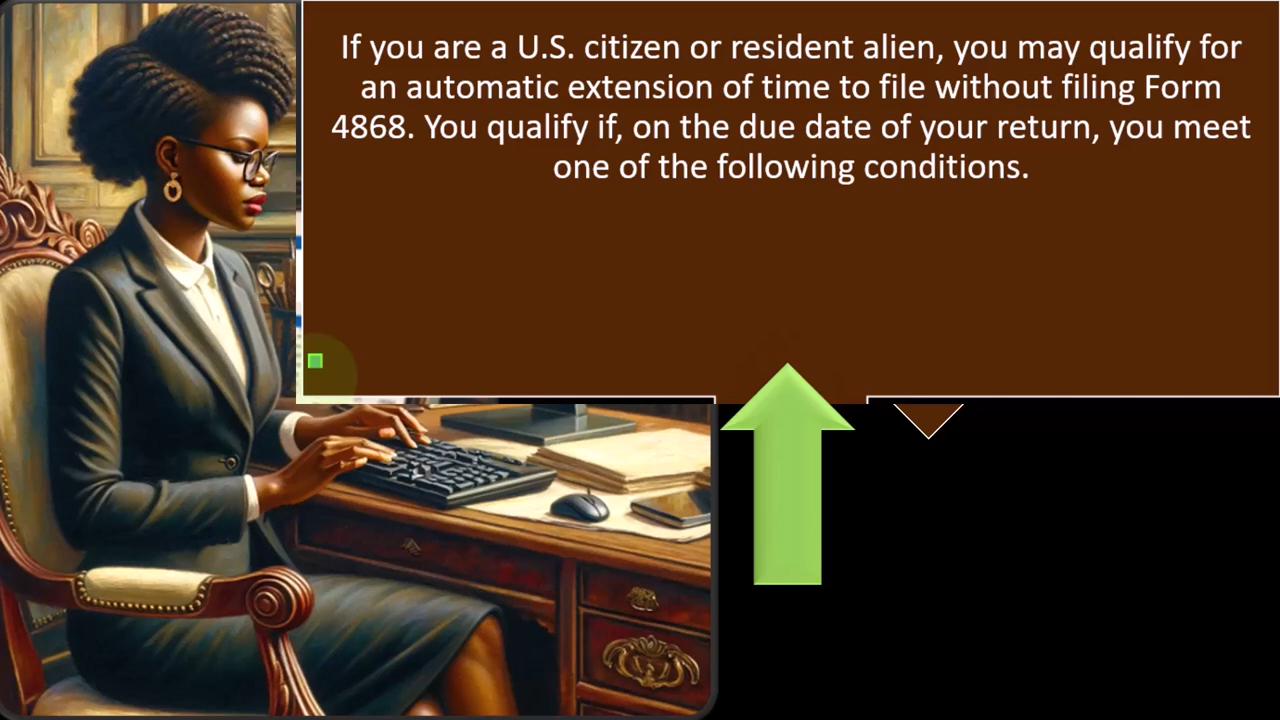 If you are a U.S. citizen or resident alien, you may qualify for
an automatic extension of time to file without filing Form
4868. You qualify if, on the due date of your return, you meet
one of the following conditions.